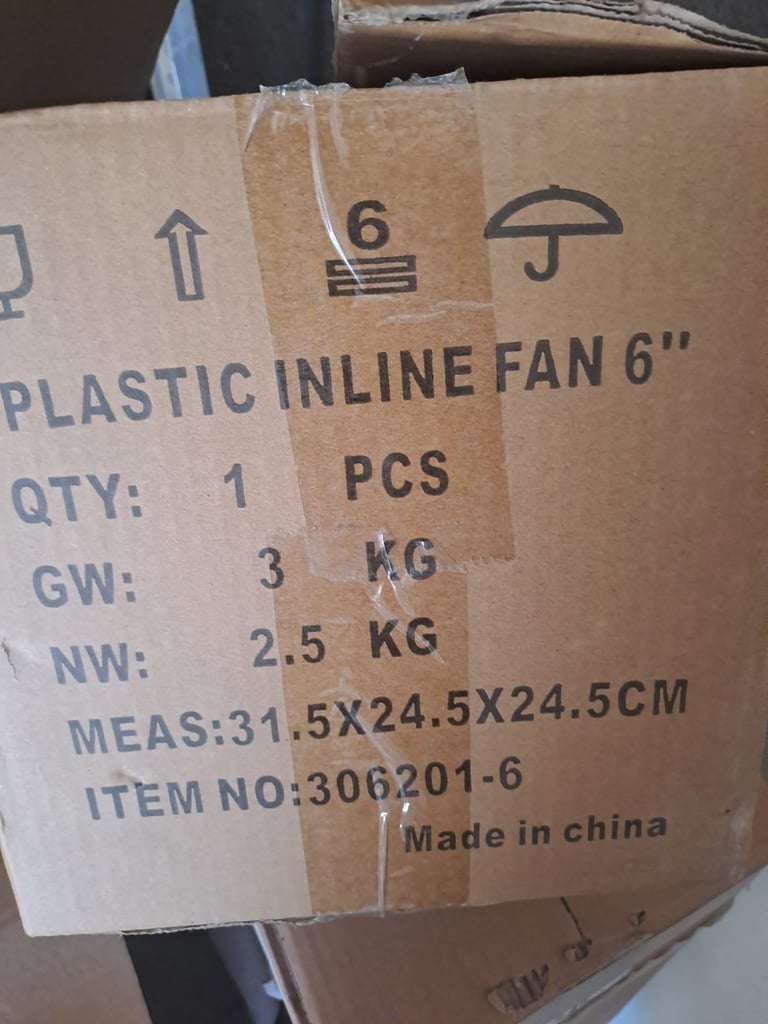 6
PLASTIC INLINE FAN 6"
QTY: 1 PCS
GW: 3 KG
NW: 2.5 KG
MEAS:31.5X24.5X24.5CM
ITEM NO:306201-6
Made in china